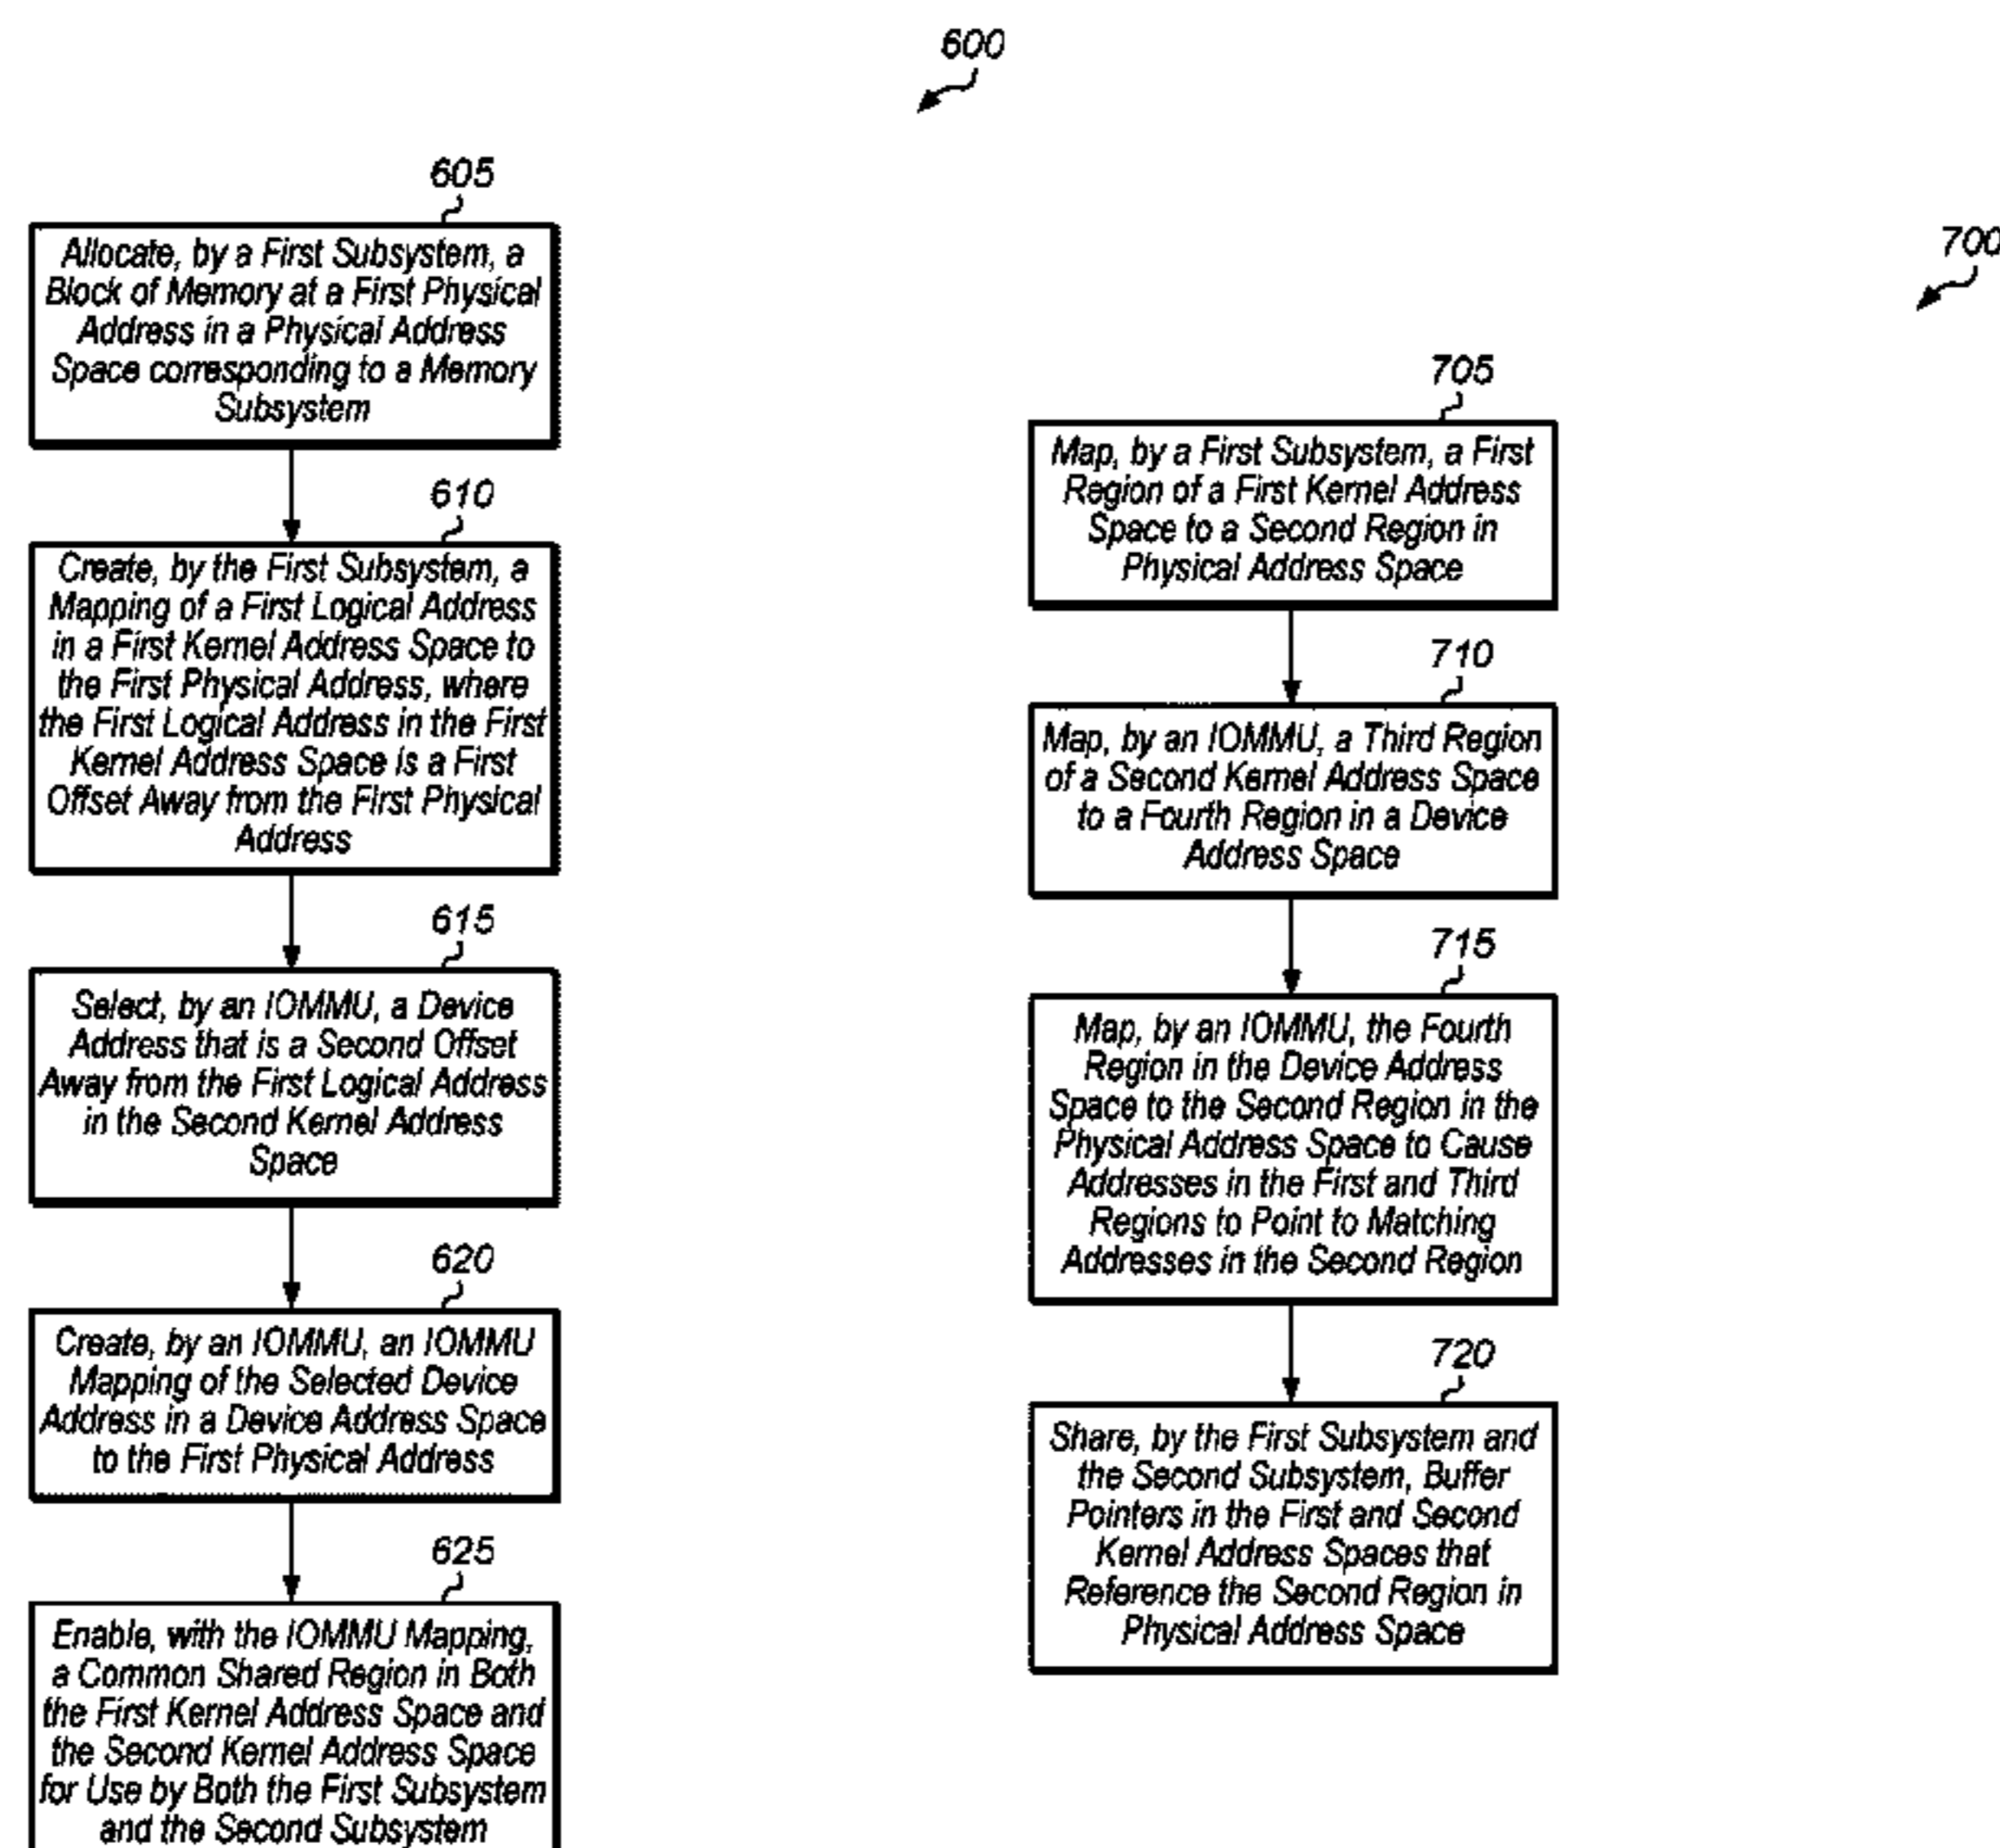 600
605
Allocate, by a First Subsystem, a
Block of Memory at a First Physical
Address in a Physical Address
Space corresponding to a Memory
Subsystem
610
Create, by the First Subsystem, a
Mapping of a First Logical Address
in a First Kernel Address Space to
the First Physical Address, where
the First Logical Address in the First
Kernel Address Space is a First
Offset Away from the First Physical
Address
615
Select, by an IOMMU, a Device
Address that is a Second Offset
Away from the First Logical Address
in the Second Kernel Address
Space
620
Create, by an IOMMU, an IOMMU
Mapping of the Selected Device
Address in a Device Address Space
to the First Physical Address
625
Enable, with the IOMMU Mapping,
a Common Shared Region in Both
the First Kernel Address Space and
the Second Kernel Address Space
for Use by Both the First Subsystem
and the Second Subsystem
700
705
Map, by a First Subsystem, a First
Region of a First Kernel Address
Space to a Second Region in
Physical Address Space
710
Map, by an IOMMU, a Third Region
of a Second Kernel Address Space
to a Fourth Region in a Device
Address Space
715
Map, by an IOMMU, the Fourth
Region in the Device Address
Space to the Second Region in the
Physical Address Space to Cause
Addresses in the First and Third
Regions to Point to Matching
Addresses in the Second Region
720
Share, by the First Subsystem and
the Second Subsystem, Buffer
Pointers in the First and Second
Kernel Address Spaces that
Reference the Second Region in
Physical Address Space